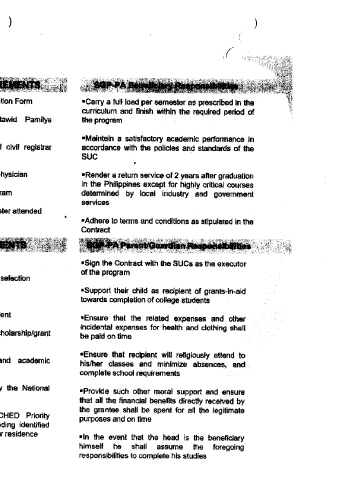 REMENTS
tion Form
tawid Pamilya
l civil registrar
hysician
ram
ster attended
MENTS
selection
ent
cholarship/grant
and academic
y the National
CHED Priority
ding identified
r residence
SGP-PA Beneficiary Responsibilities
•Carry a full load per semester as prescribed in the
curriculum and finish within the required period of
the program
•Maintain a satisfactory academic performance in
accordance with the policies and standards of the
SUC
•Render a return service of 2 years after graduation
in the Philippines except for highly critical courses
determined by local industry and government
services
•Adhere to terms and conditions as stipulated in the
Contract
SGP-PA Parent/Guardian Responsibilities
•Sign the Contract with the SUCs as the executor
of the program
•Support their child as recipient of grants-in-aid
towards completion of college students
•Ensure that the related expenses and other
incidental expenses for health and clothing shall
be paid on time
•Ensure that recipient will religiously attend to
his/her classes and minimize absences, and
complete school requirements
•Provide such other moral support and ensure
that all the financial benefits directly received by
the grantee shall be spent for all the legitimate
purposes and on time
•In the event that the head is the beneficiary
himself he shall assume the foregoing
responsibilities to complete his studies